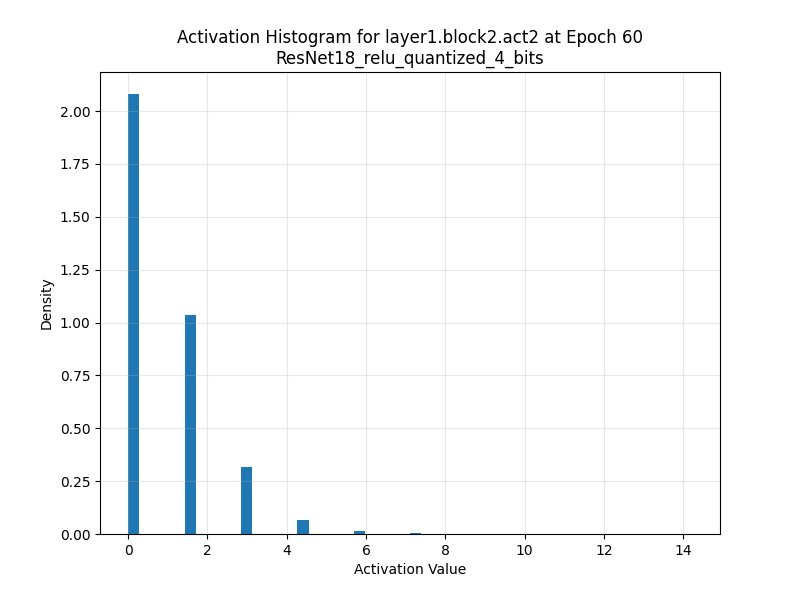 Activation Histogram for layer1.block2.act2 at Epoch 60
ResNet18_relu_quantized_4_bits
2.00
1.75
1.50
1.25
1.00
0.75
0.50
0.25
0.00
Density
0 2 4 6 8 10 12 14
Activation Value